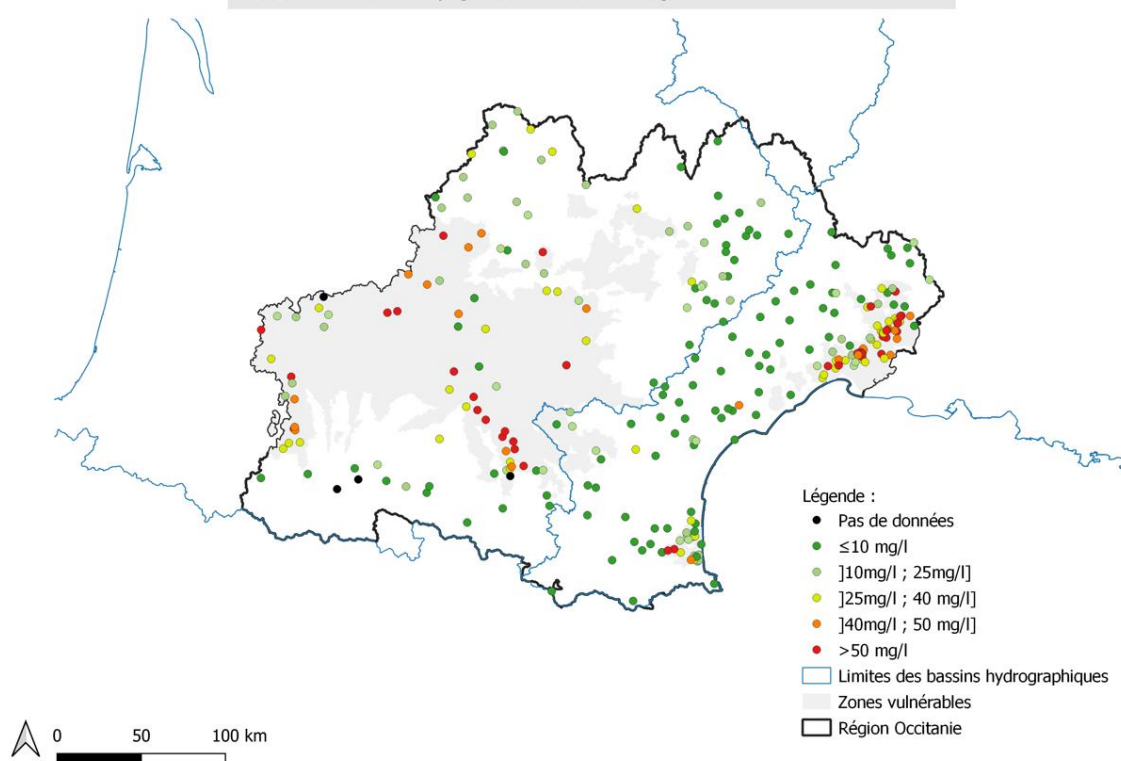 Légende :
Pas de données
≤10 mg/l
]10mg/l ; 25mg/l]
]25mg/l ; 40 mg/l]
]40mg/l ; 50 mg/l]
>50 mg/l
Limites des bassins hydrographiques
Zones vulnérables
Région Occitanie
0 50 100 km